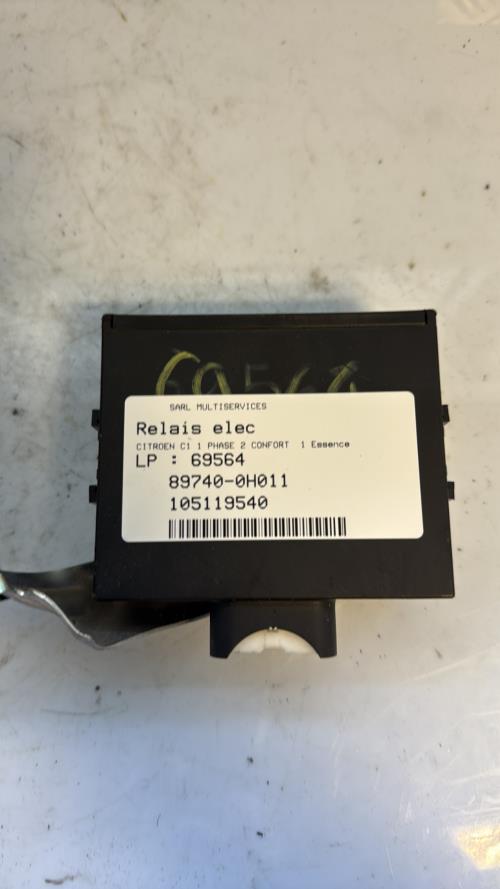 69564
SARL MULTISERVICES
Relais elec
CITROEN C1 1 PHASE 2 CONFORT 1 Essence
LP : 69564
89740-0H011
105119540